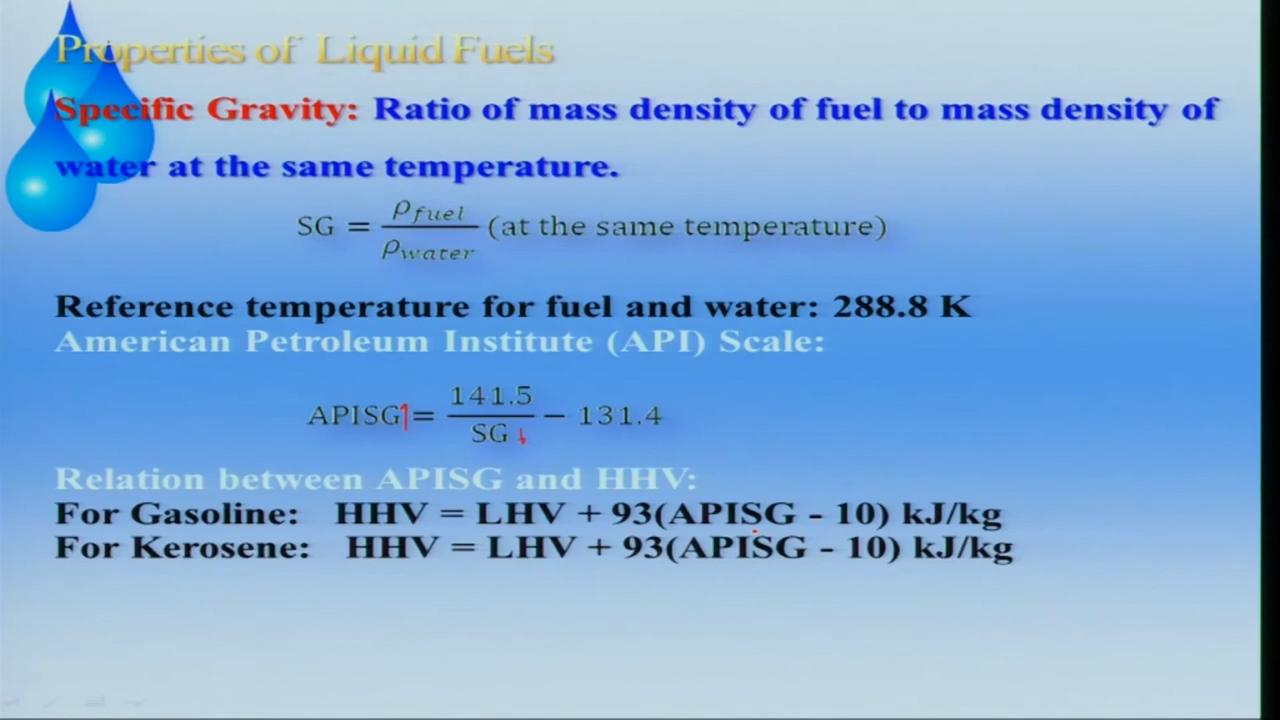 Properties of Liquid Fuels
Specific Gravity: Ratio of mass density of fuel to mass density of
water at the same temperature.
SG = ρfuel / ρwater (at the same temperature)
Reference temperature for fuel and water: 288.8 K
American Petroleum Institute (API) Scale:
APISG↑ = 141.5 / SG↓ − 131.4
Relation between APISG and HHV:
For Gasoline: HHV = LHV + 93(APISG - 10) kJ/kg
For Kerosene: HHV = LHV + 93(APISG - 10) kJ/kg